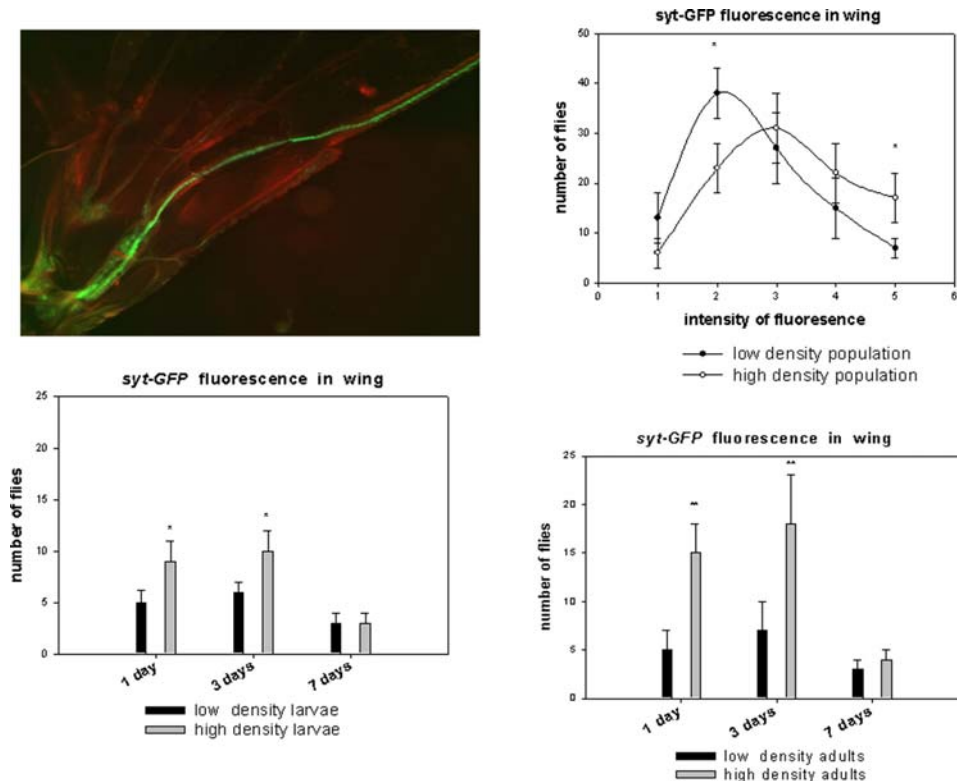 syt-GFP fluorescence in wing
50
40
30
20
10
0
number of flies
*
*
0 1 2 3 4 5 6
intensity of fluoresence
low density population
high density population
syt-GFP fluorescence in wing
25
20
15
10
5
0
number of flies
*
*
1 day 3 days 7 days
low density larvae
high density larvae
syt-GFP fluorescence in wing
25
20
15
10
5
0
number of flies
**
**
1 day 3 days 7 days
low density adults
high density adults